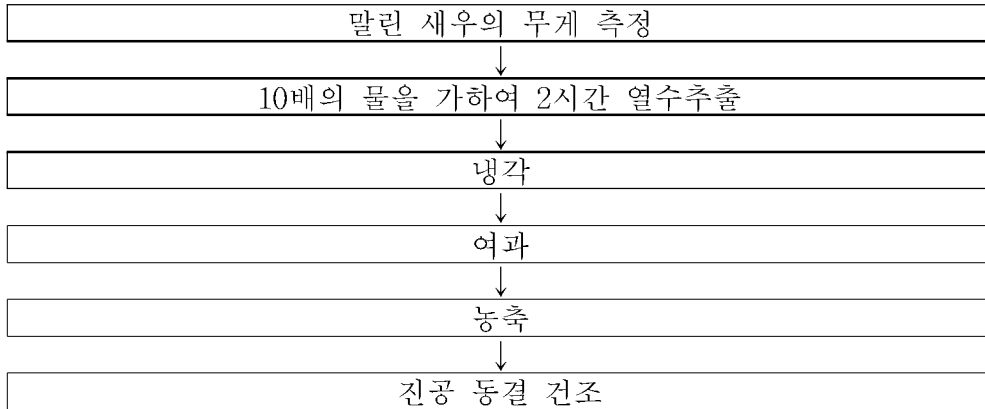 말린 새우의 무게 측정
↓
10배의 물을 가하여 2시간 열수추출
↓
냉각
↓
여과
↓
농축
↓
진공 동결 건조